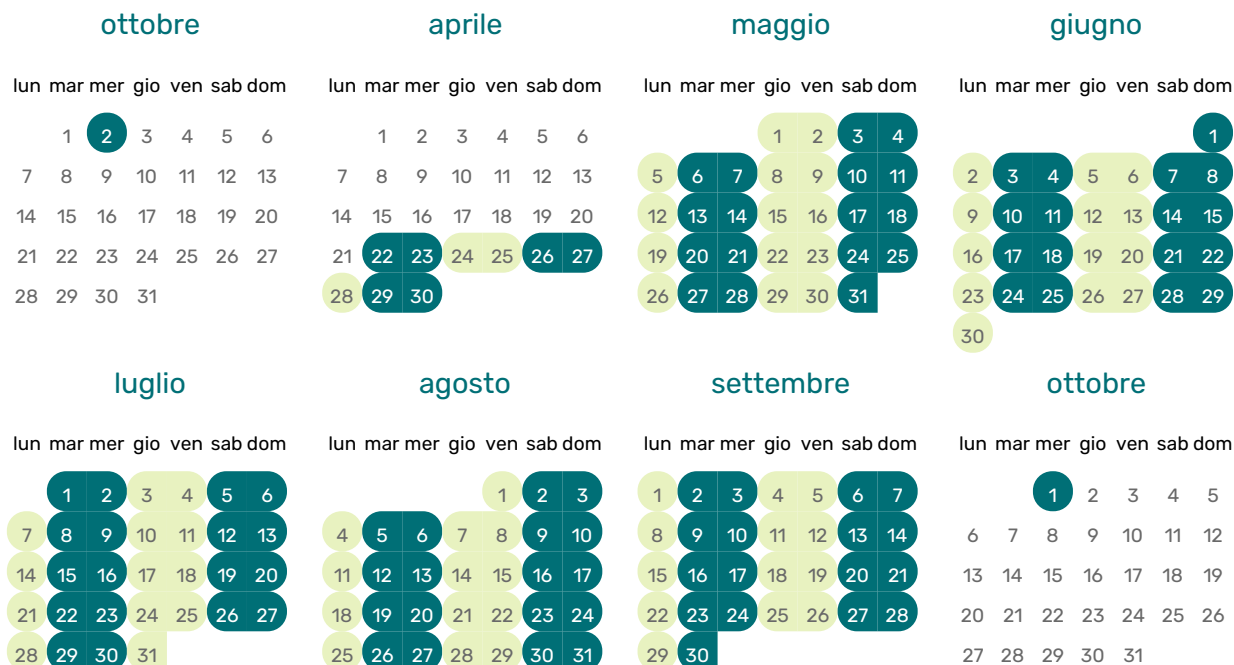 ottobre aprile maggio giugno
lun mar mer gio ven sab dom lun mar mer gio ven sab dom lun mar mer gio ven sab dom lun mar mer gio ven sab dom
1 2 3 4 5 6 1 2 3 4 5 6 1 2 3 4 1
7 8 9 10 11 12 13 7 8 9 10 11 12 13 5 6 7 8 9 10 11 2 3 4 5 6 7 8
14 15 16 17 18 19 20 14 15 16 17 18 19 20 12 13 14 15 16 17 18 9 10 11 12 13 14 15
21 22 23 24 25 26 27 21 22 23 24 25 26 27 19 20 21 22 23 24 25 16 17 18 19 20 21 22
28 29 30 31 28 29 30 26 27 28 29 30 31 23 24 25 26 27 28 29
30
luglio agosto settembre ottobre
lun mar mer gio ven sab dom lun mar mer gio ven sab dom lun mar mer gio ven sab dom lun mar mer gio ven sab dom
1 2 3 4 5 6 1 2 3 1 2 3 4 5 6 7 1 2 3 4 5
7 8 9 10 11 12 13 4 5 6 7 8 9 10 8 9 10 11 12 13 14 6 7 8 9 10 11 12
14 15 16 17 18 19 20 11 12 13 14 15 16 17 15 16 17 18 19 20 21 13 14 15 16 17 18 19
21 22 23 24 25 26 27 18 19 20 21 22 23 24 22 23 24 25 26 27 28 20 21 22 23 24 25 26
28 29 30 31 25 26 27 28 29 30 31 29 30 27 28 29 30 31